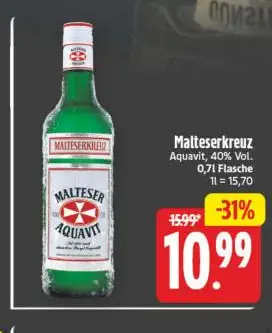 MALTESERKREUZ
MALTESER
AQUAVIT
Malteserkreuz
Aquavit, 40% Vol.
0,7l Flasche
1l = 15,70
-31%
15.99*
10.99